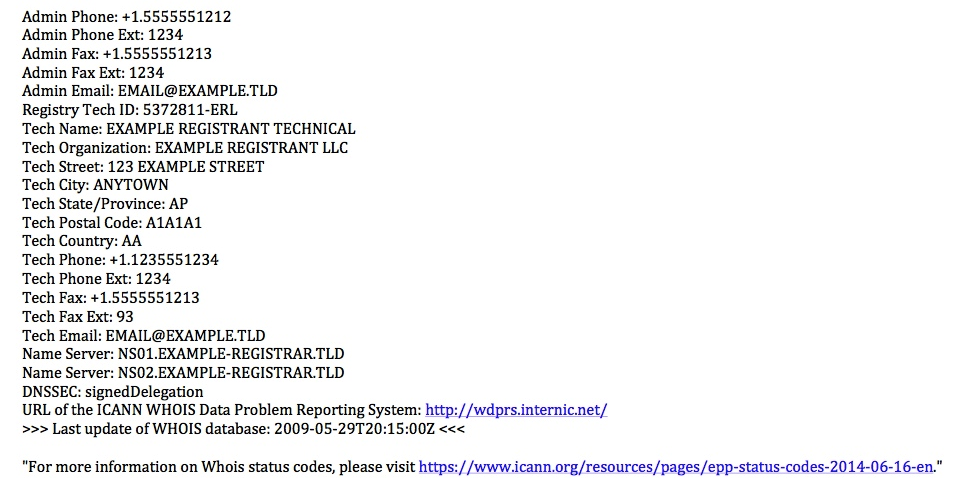 Admin Phone: +1.5555551212
Admin Phone Ext: 1234
Admin Fax: +1.5555551213
Admin Fax Ext: 1234
Admin Email: EMAIL@EXAMPLE.TLD
Registry Tech ID: 5372811-ERL
Tech Name: EXAMPLE REGISTRANT TECHNICAL
Tech Organization: EXAMPLE REGISTRANT LLC
Tech Street: 123 EXAMPLE STREET
Tech City: ANYTOWN
Tech State/Province: AP
Tech Postal Code: A1A1A1
Tech Country: AA
Tech Phone: +1.1235551234
Tech Phone Ext: 1234
Tech Fax: +1.5555551213
Tech Fax Ext: 93
Tech Email: EMAIL@EXAMPLE.TLD
Name Server: NS01.EXAMPLE-REGISTRAR.TLD
Name Server: NS02.EXAMPLE-REGISTRAR.TLD
DNSSEC: signedDelegation
URL of the ICANN WHOIS Data Problem Reporting System: http://wdprs.internic.net/
>>> Last update of WHOIS database: 2009-05-29T20:15:00Z <<<
"For more information on Whois status codes, please visit https://www.icann.org/resources/pages/epp-status-codes-2014-06-16-en."